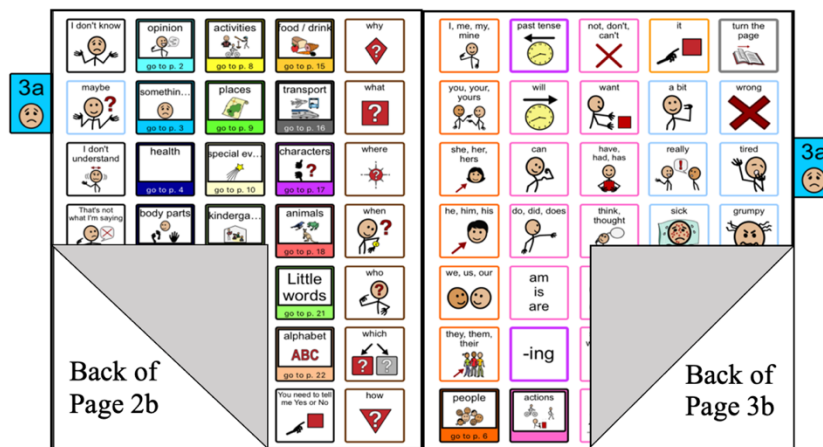 I don't know
opinion
go to p. 2
activities
go to p. 8
food / drink
go to p. 15
why
3a
maybe
somethin...
go to p. 3
places
go to p. 9
transport
go to p. 16
what
I don't
understand
health
go to p. 4
special ev...
go to p. 10
characters
go to p. 17
where
That's not
what I'm saying
body parts
kinderga...
animals
go to p. 18
when
Little
words
go to p. 21
who
alphabet
ABC
go to p. 22
which
You need to tell
me Yes or No
how
Back of
Page 2b
I, me, my,
mine
past tense
not, don't,
can't
it
turn the
page
you, your,
yours
will
want
a bit
wrong
she, her,
hers
can
have,
had, has
really
tired
3a
he, him, his
do, did, does
think,
thought
sick
grumpy
we, us, our
am
is
are
they, them,
their
-ing
people
go to p. 6
actions
Back of
Page 3b